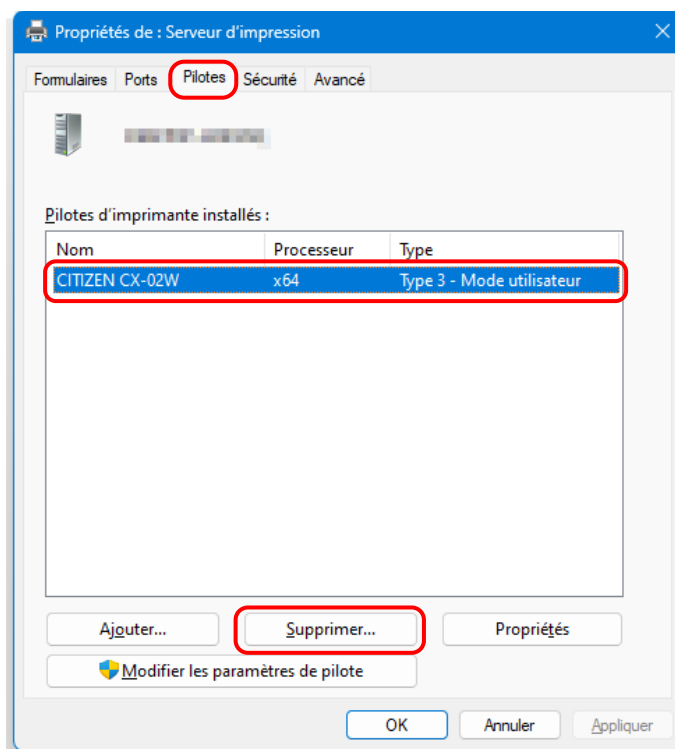 Propriétés de : Serveur d'impression
Formulaires Ports Pilotes Sécurité Avancé
Pilotes d'imprimante installés :
Nom Processeur Type
CITIZEN CX-02W x64 Type 3 - Mode utilisateur
Ajouter... Supprimer... Propriétés
Modifier les paramètres de pilote
OK Annuler Appliquer